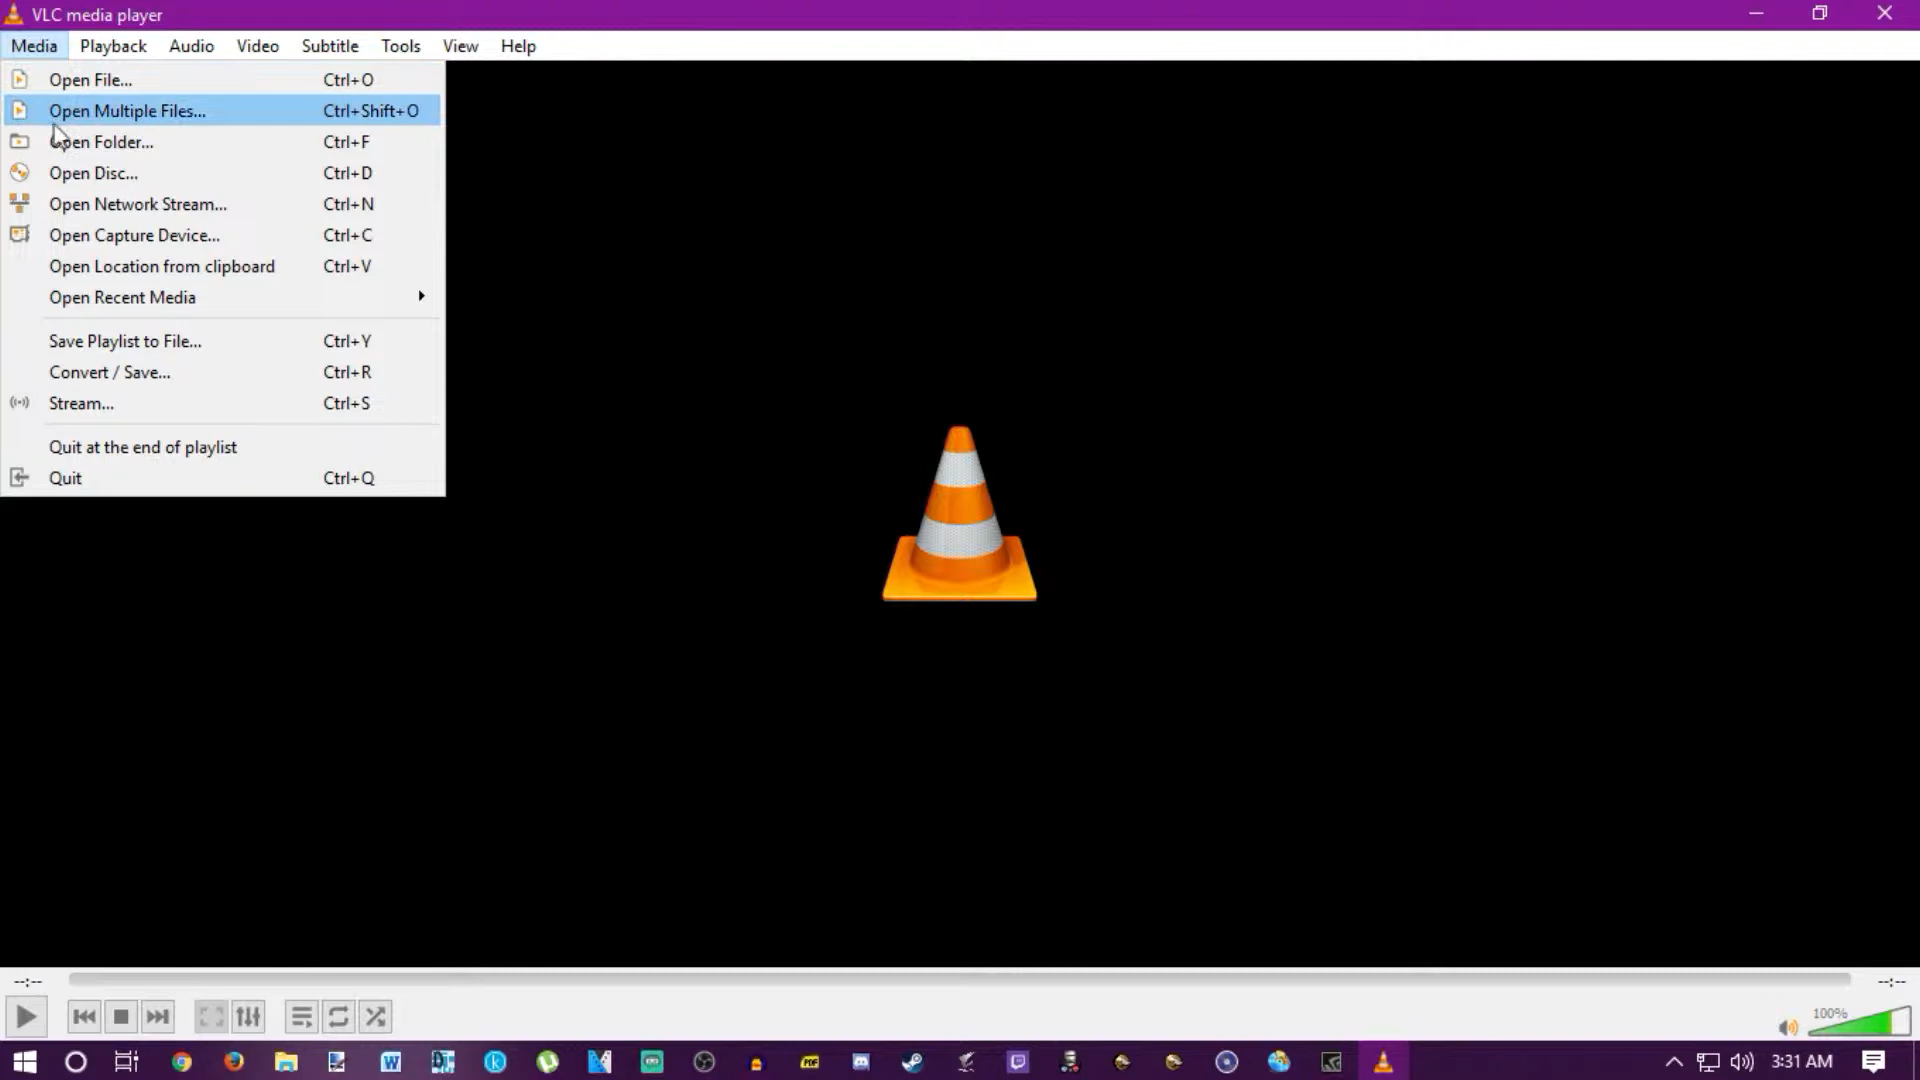 VLC media player
Media Playback Audio Video Subtitle Tools View Help
Open File... Ctrl+O
Open Multiple Files... Ctrl+Shift+O
Open Folder... Ctrl+F
Open Disc... Ctrl+D
Open Network Stream... Ctrl+N
Open Capture Device... Ctrl+C
Open Location from clipboard Ctrl+V
Open Recent Media
Save Playlist to File... Ctrl+Y
Convert / Save... Ctrl+R
Stream... Ctrl+S
Quit at the end of playlist
Quit Ctrl+Q
--:-- --:--
100%
3:31 AM